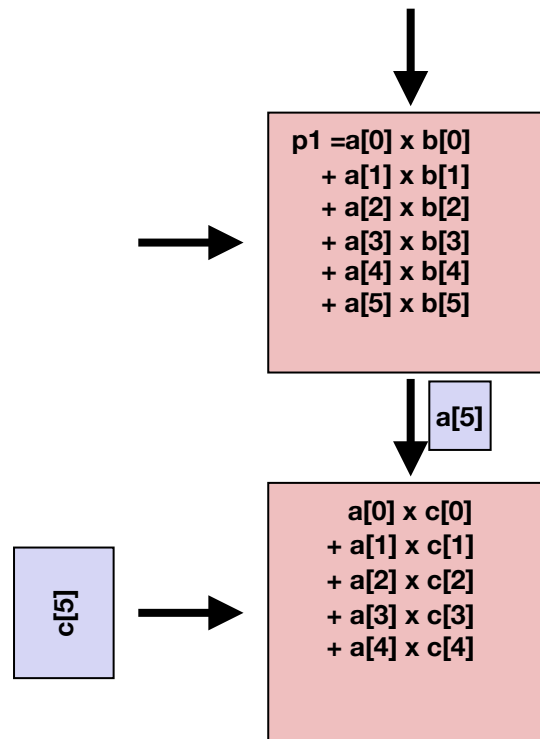 p1 =a[0] x b[0]
+ a[1] x b[1]
+ a[2] x b[2]
+ a[3] x b[3]
+ a[4] x b[4]
+ a[5] x b[5]
a[5]
a[0] x c[0]
+ a[1] x c[1]
+ a[2] x c[2]
+ a[3] x c[3]
+ a[4] x c[4]
c[5]